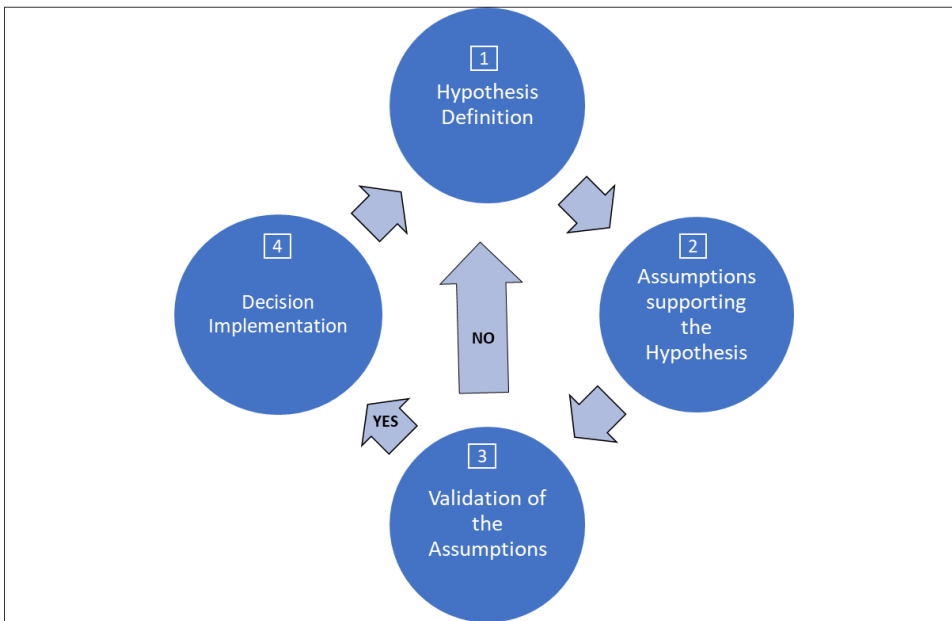 1
Hypothesis
Definition
2
Assumptions
supporting
the
Hypothesis
3
Validation of
the
Assumptions
4
Decision
Implementation
YES
NO